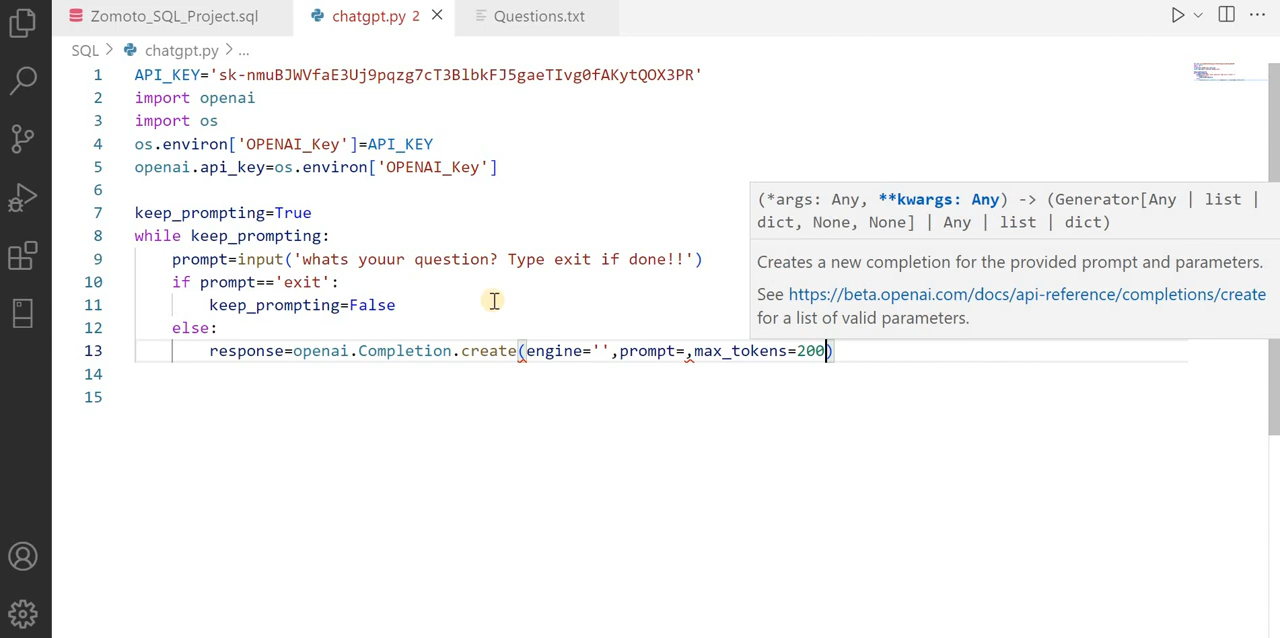 Zomoto_SQL_Project.sql
chatgpt.py 2
Questions.txt
SQL > chatgpt.py > ...
1 API_KEY='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'
2 import openai
3 import os
4 os.environ['OPENAI_Key']=API_KEY
5 openai.api_key=os.environ['OPENAI_Key']
6
7 keep_prompting=True
8 while keep_prompting:
9 prompt=input('whats youur question? Type exit if done!!')
10 if prompt=='exit':
11 keep_prompting=False
12 else:
13 response=openai.Completion.create(engine='',prompt=,max_tokens=200)
14
15
(*args: Any, **kwargs: Any) -> (Generator[Any | list |
dict, None, None] | Any | list | dict)
Creates a new completion for the provided prompt and parameters.
See https://beta.openai.com/docs/api-reference/completions/create
for a list of valid parameters.